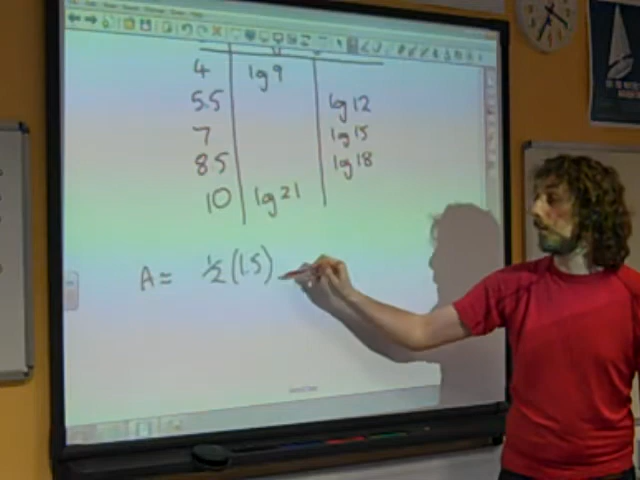 4 lg 9
5.5 lg 12
7 lg 15
8.5 lg 18
10 lg 21
A ≈ ½ (1.5)